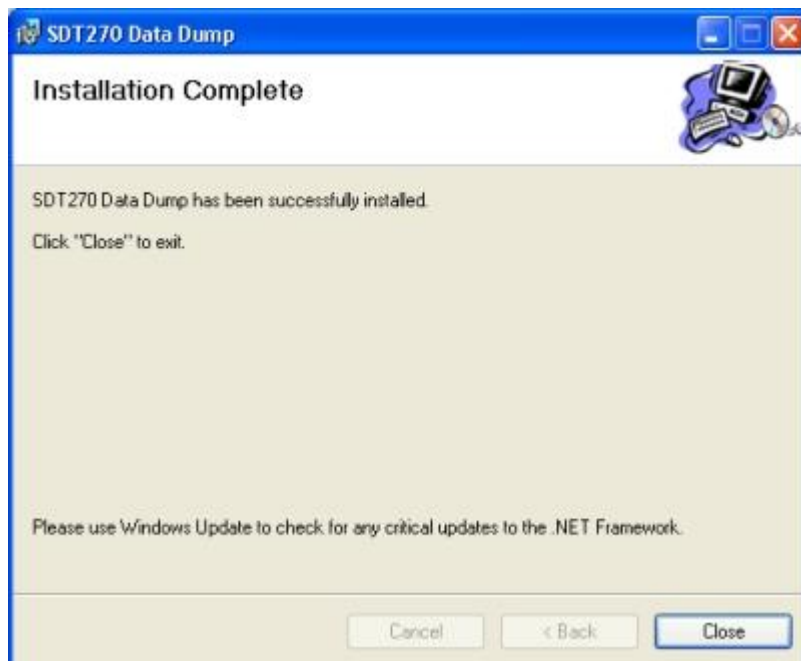 SDT270 Data Dump
Installation Complete
SDT270 Data Dump has been successfully installed.
Click "Close" to exit.
Please use Windows Update to check for any critical updates to the .NET Framework.
Cancel
< Back
Close